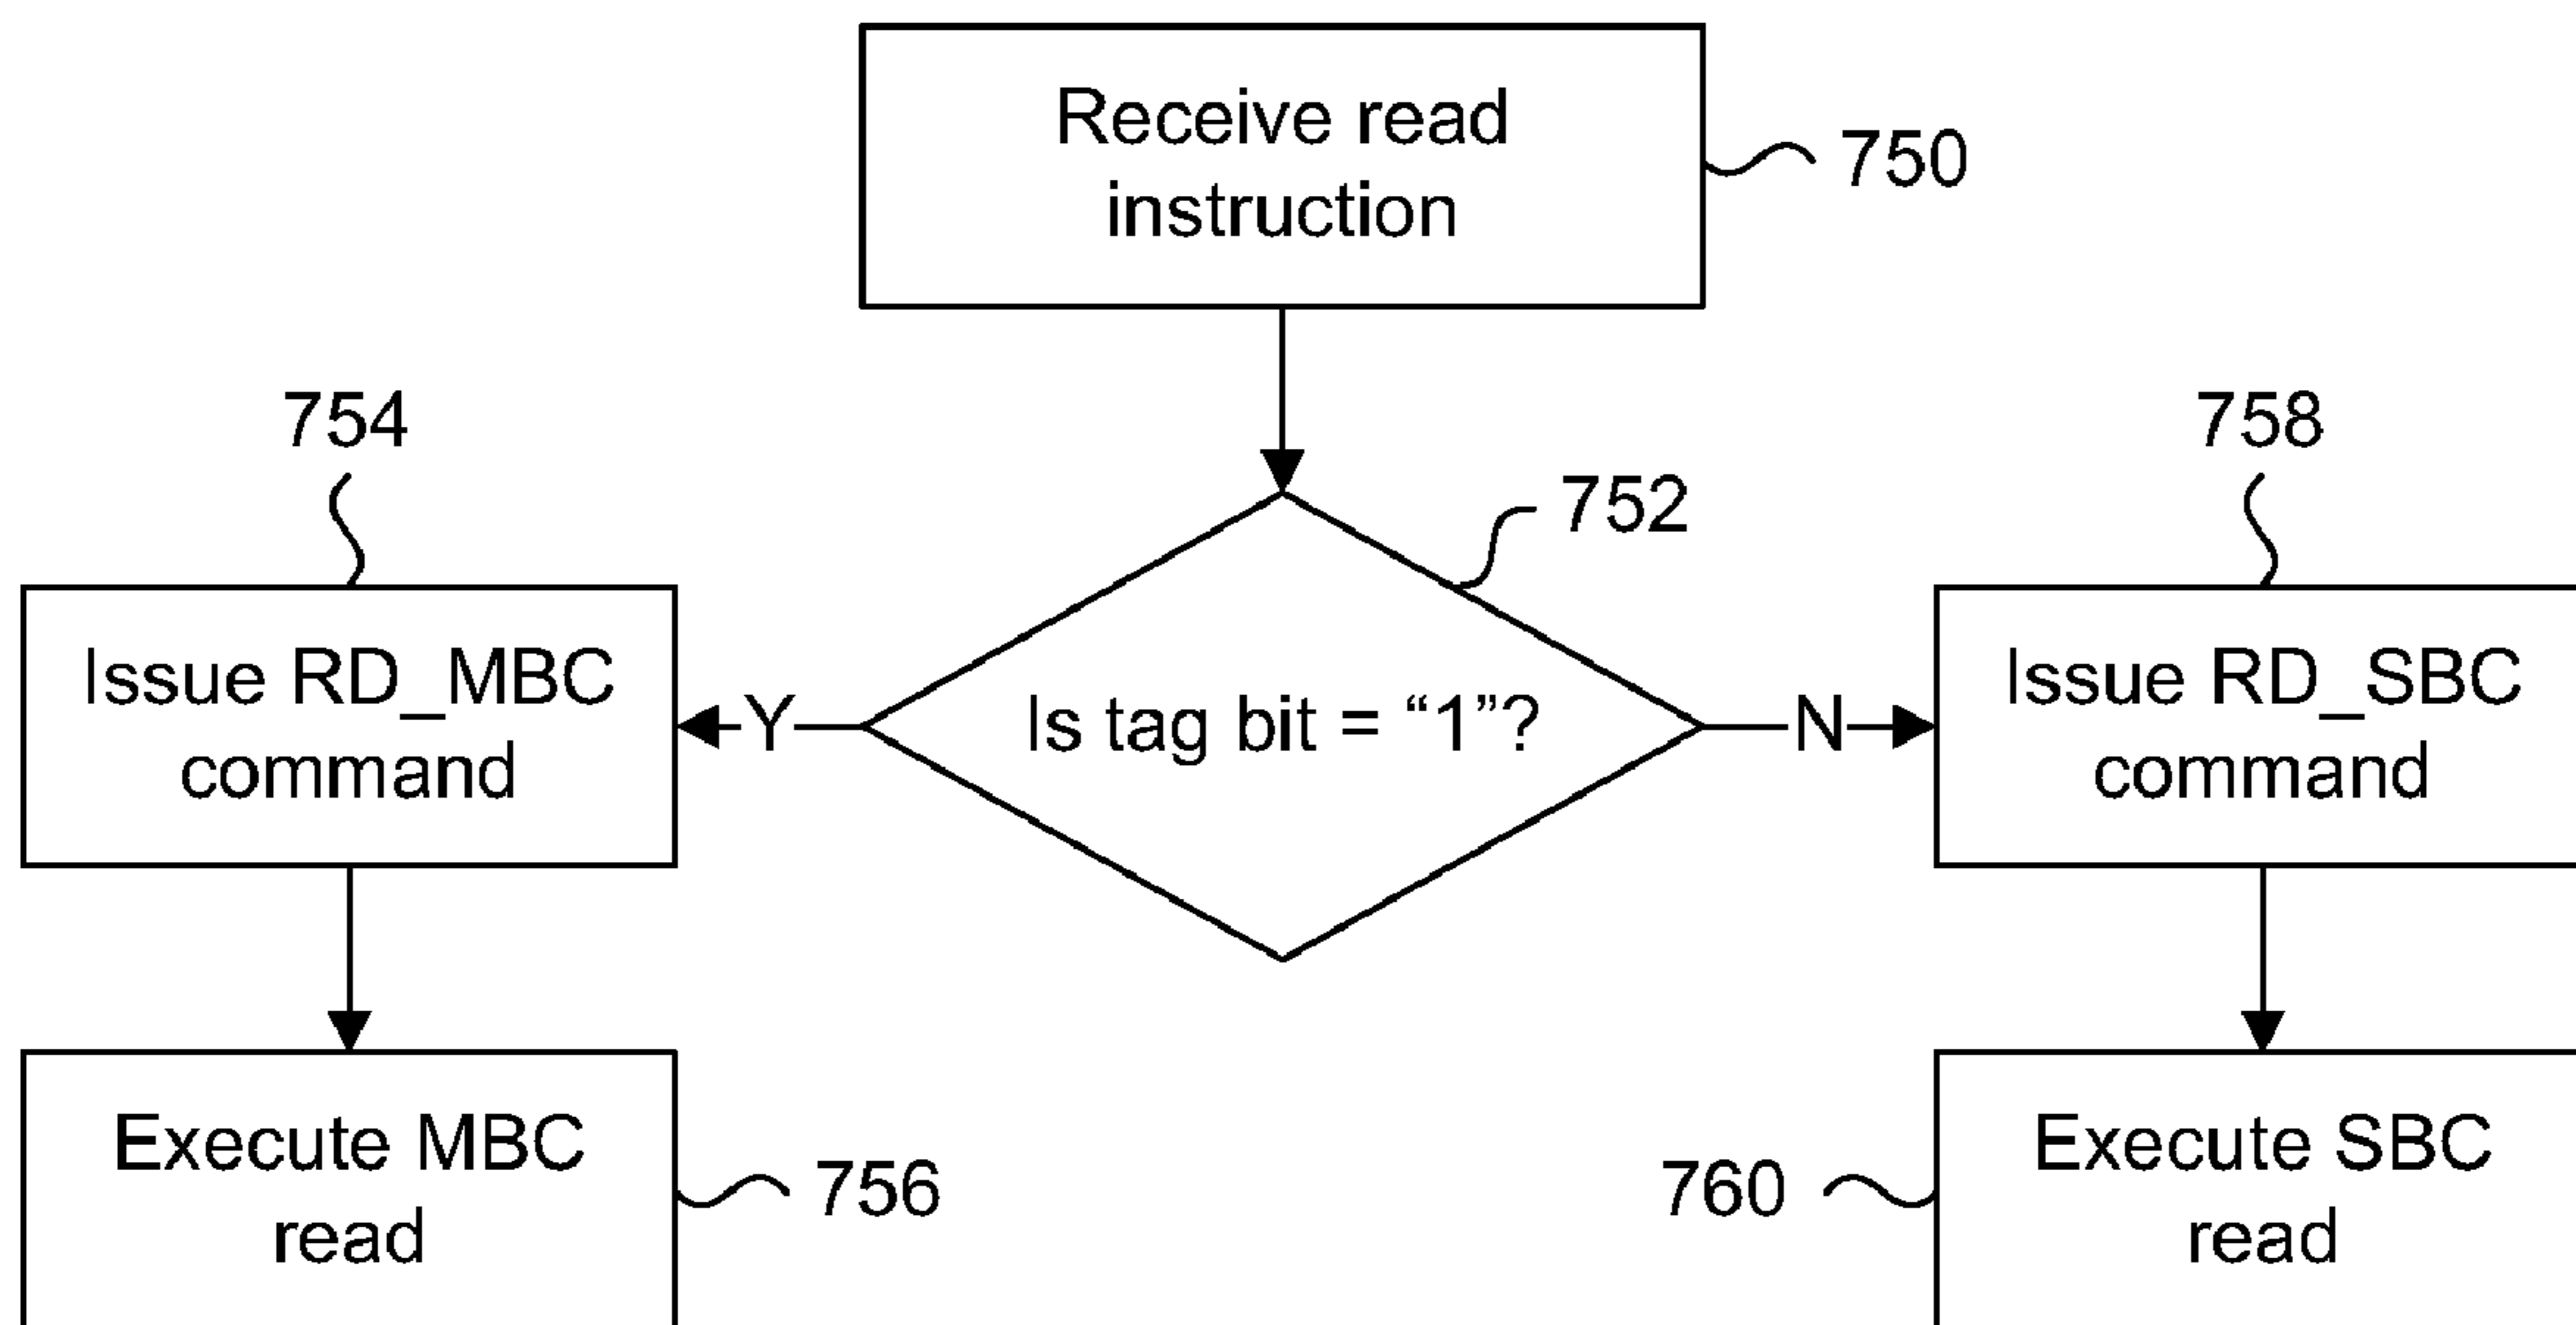 Receive read
instruction
750
754
758
752
Issue RD_MBC
command
Y
Is tag bit = “1”?
N
Issue RD_SBC
command
Execute MBC
read
756
760
Execute SBC
read